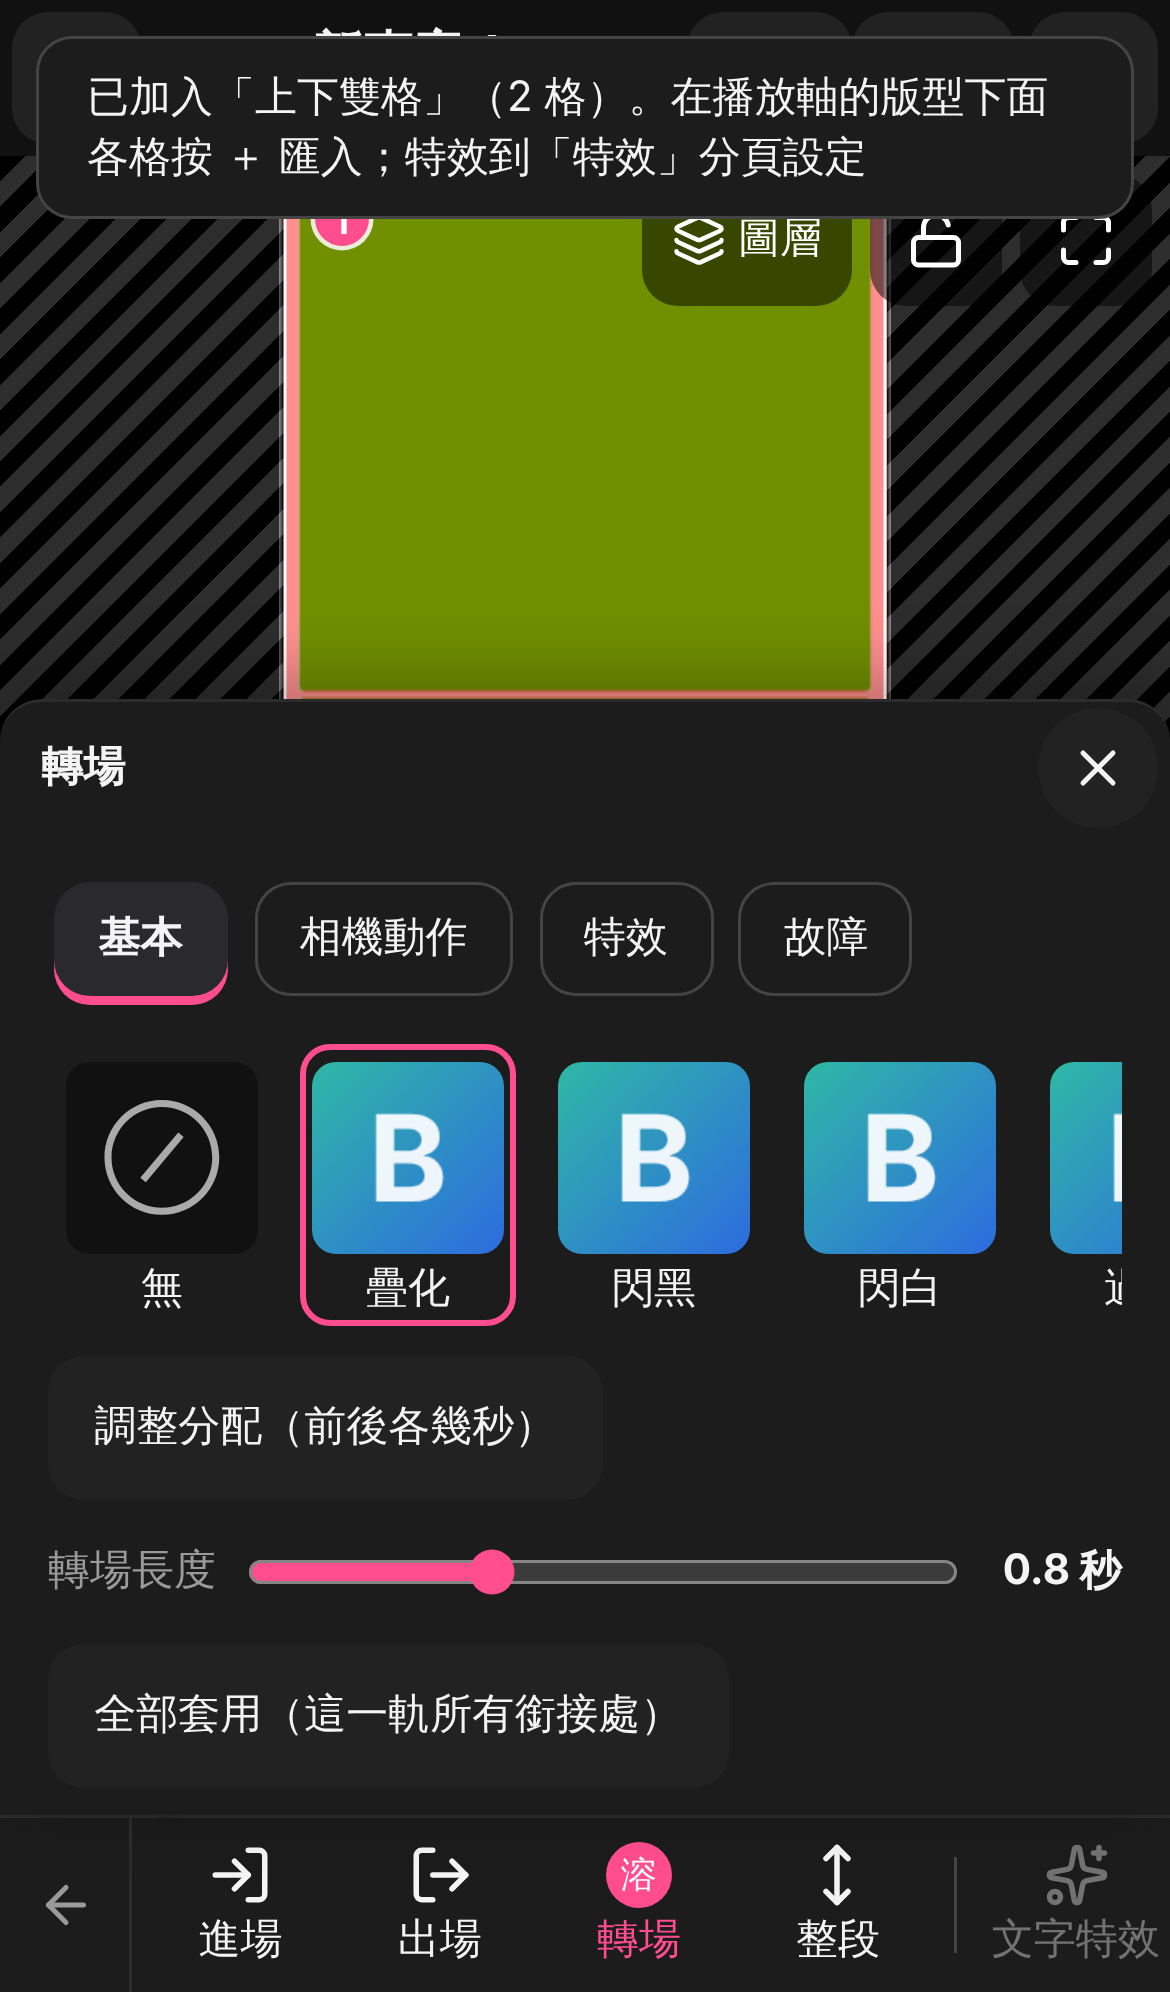 已加入「上下雙格」（2 格）。在播放軸的版型下面
各格按 ＋ 匯入；特效到「特效」分頁設定
圖層
轉場
基本
相機動作
特效
故障
B
B
B
無
疊化
閃黑
閃白
調整分配（前後各幾秒）
轉場長度
0.8 秒
全部套用（這一軌所有銜接處）
溶
進場
出場
轉場
整段
文字特效